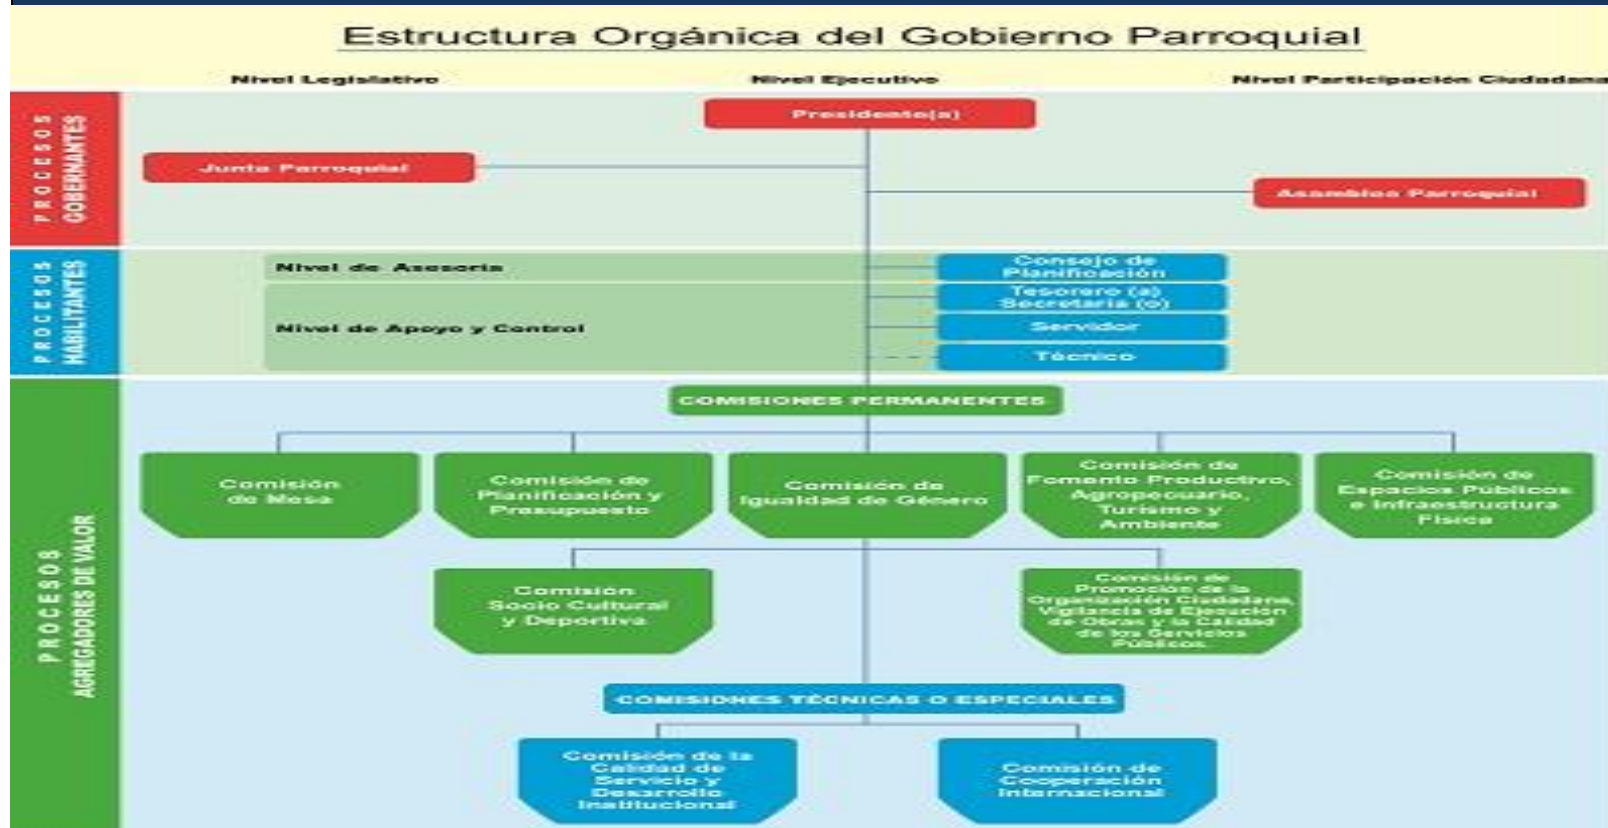 Estructura Orgánica del Gobierno Parroquial
Nivel Legislativo
Nivel Ejecutivo
Nivel Participación Ciudadana
PROCESOS
GOBERNANTES
Presidente(a)
Junta Parroquial
Asamblea Parroquial
PROCESOS
HABILITANTES
Nivel de Asesoría
Consejo de
Planificación
Nivel de Apoyo y Control
Tesorero (a)
Secretaria (o)
Servidor
Técnico
PROCESOS
AGREGADORES DE VALOR
COMISIONES PERMANENTES
Comisión
de Mesa
Comisión de
Planificación y
Presupuesto
Comisión de
Igualdad de Género
Comisión de
Fomento Productivo,
Agropecuario,
Turismo y
Ambiente
Comisión de
Espacios Públicos
e Infraestructura
Física
Comisión
Socio Cultural
y Deportiva
Comisión de
Promoción de la
Organización Ciudadana,
Vigilancia de Ejecución
de Obras y la Calidad
de los Servicios
Públicos.
COMISIONES TÉCNICAS O ESPECIALES
Comisión de la
Calidad de
Servicio y
Desarrollo
Institucional
Comisión de
Cooperación
Internacional